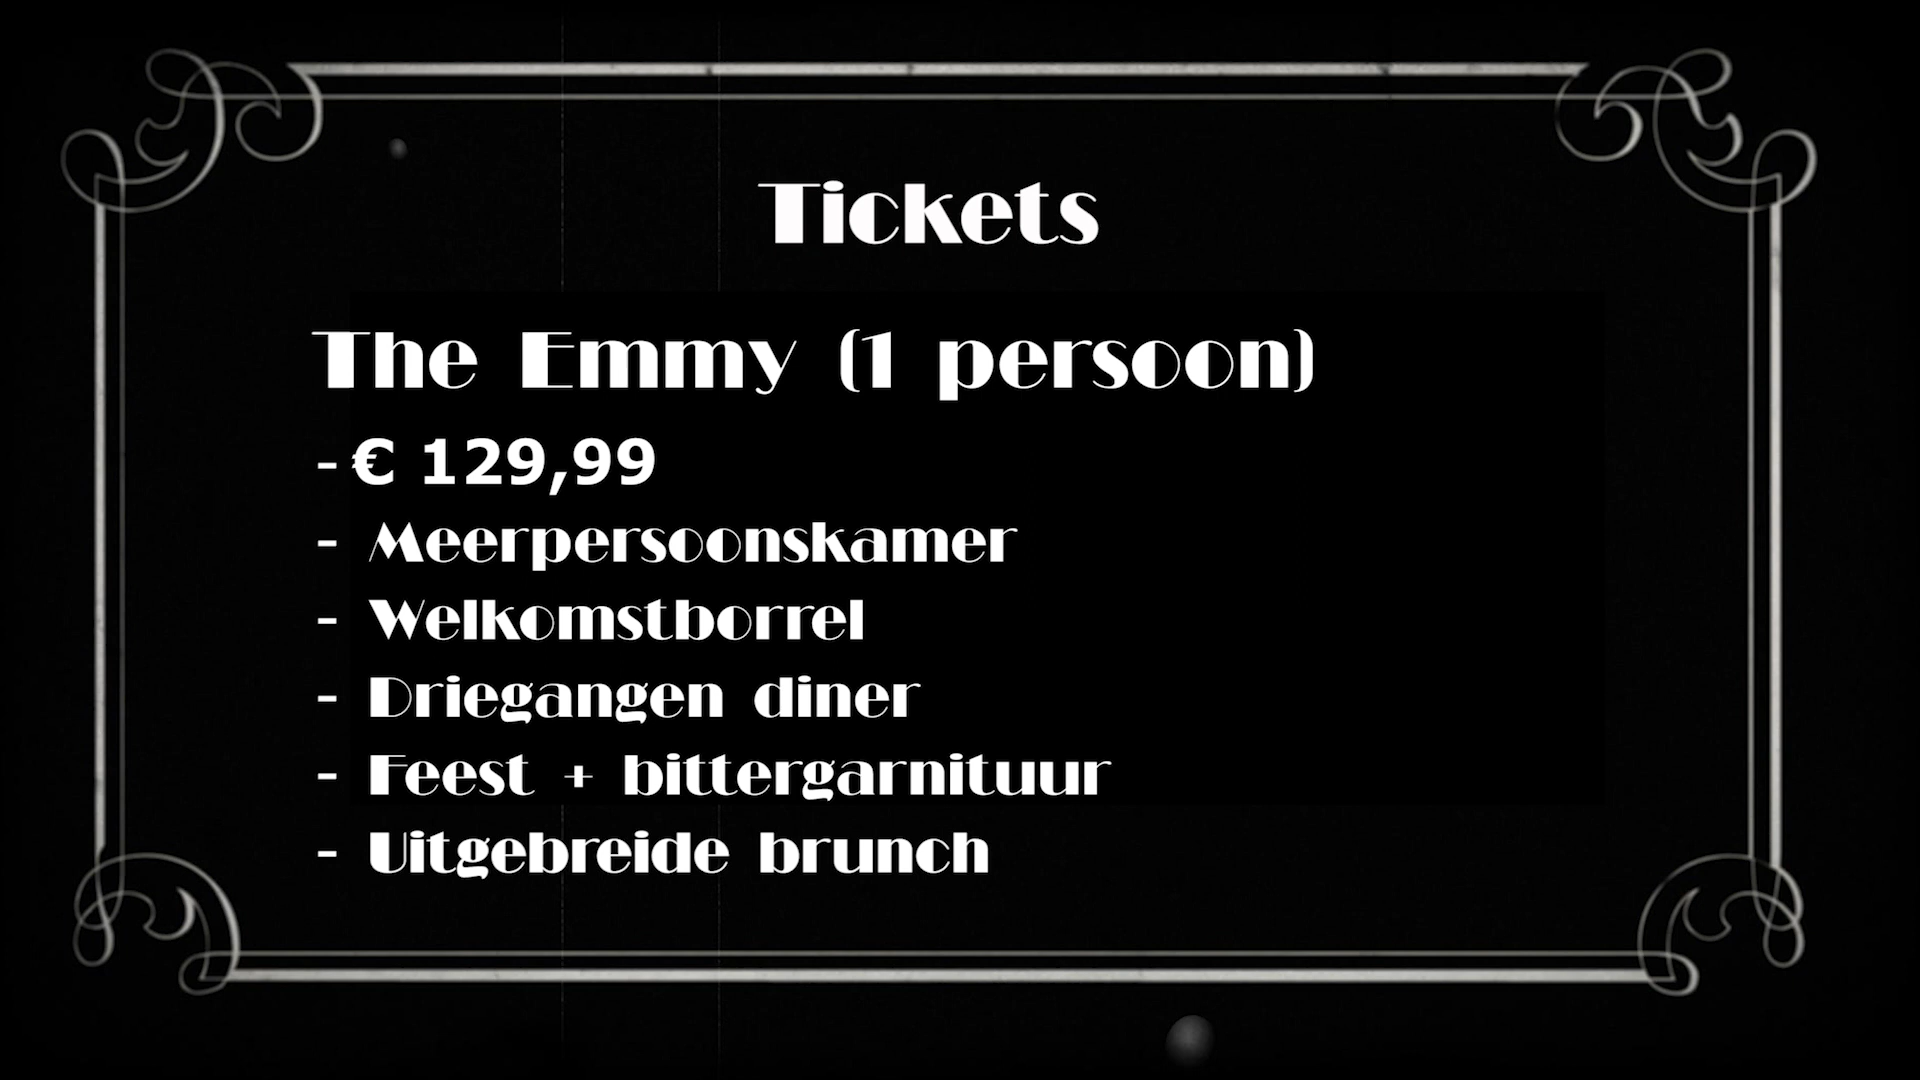 Tickets
The Emmy (1 persoon)
- € 129,99
- Meerpersoonskamer
- Welkomstborrel
- Driegangen diner
- Feest + bittergarnituur
- Uitgebreide brunch